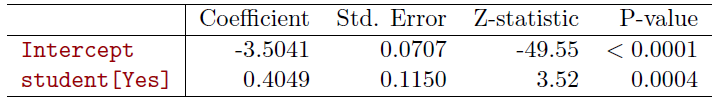 Coefficient Std. Error Z-statistic P-value
Intercept -3.5041 0.0707 -49.55 < 0.0001
student[Yes] 0.4049 0.1150 3.52 0.0004